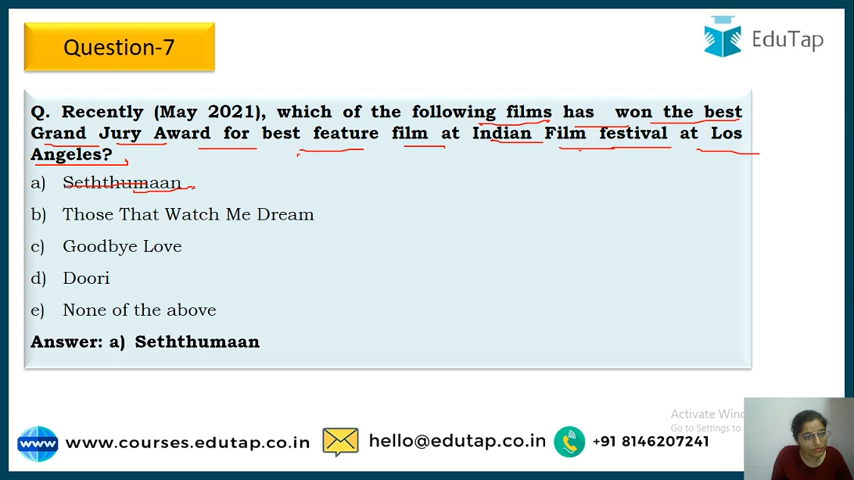 Question-7
EduTap
Q. Recently (May 2021), which of the following films has won the best
Grand Jury Award for best feature film at Indian Film festival at Los
Angeles?
a) Seththumaan
b) Those That Watch Me Dream
c) Goodbye Love
d) Doori
e) None of the above
Answer: a) Seththumaan
Activate Wind
Go to Settings to
www www.courses.edutap.co.in hello@edutap.co.in +91 8146207241